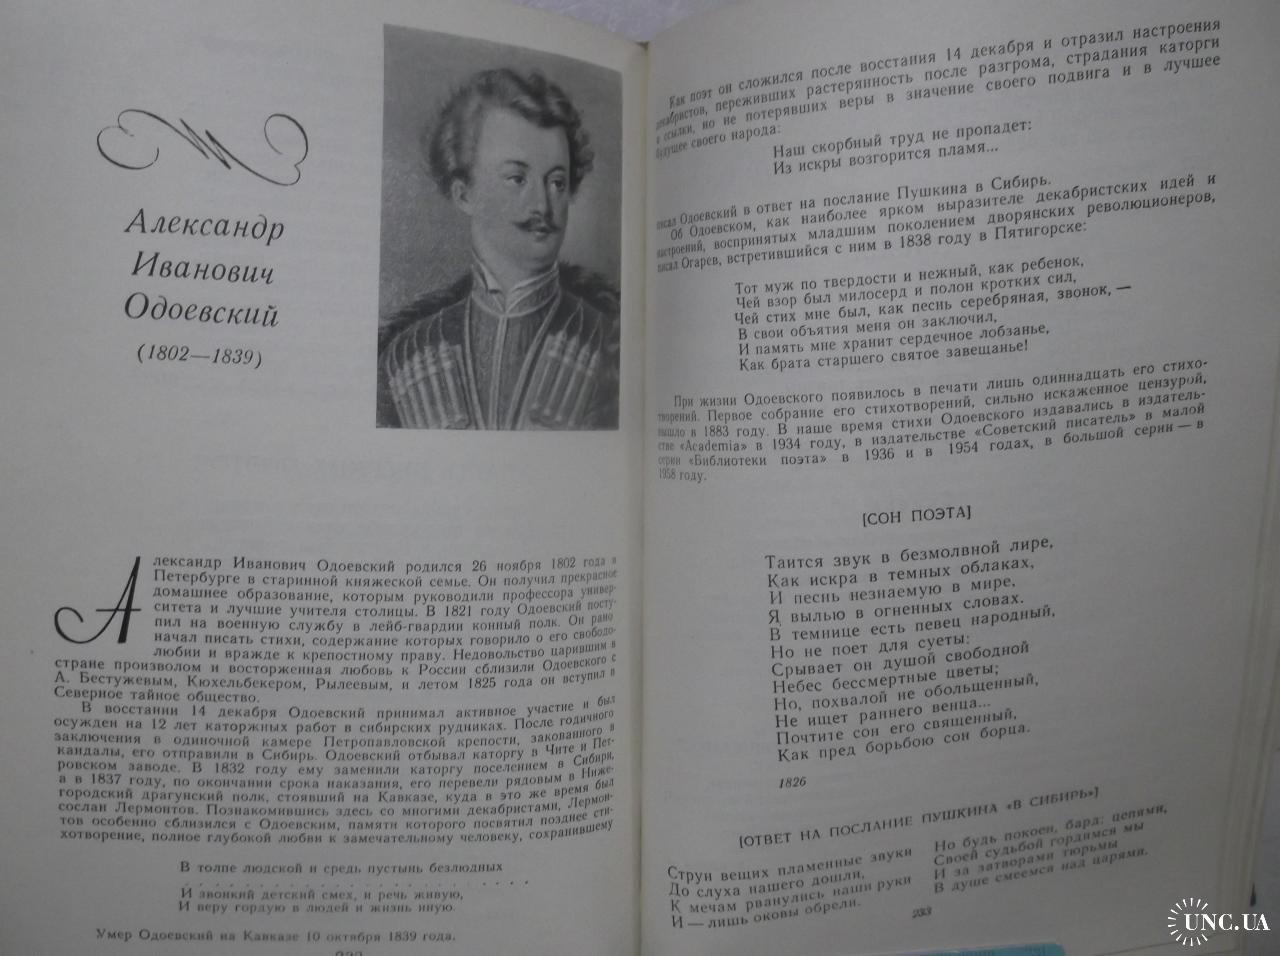 Александр
Иванович
Одоевский
(1802—1839)
Александр Иванович Одоевский родился 26 ноября 1802 года в
Петербурге в старинной княжеской семье. Он получил прекрасное
домашнее образование, которым руководили профессора универ-
ситета и лучшие учителя столицы. В 1821 году Одоевский посту-
пил на военную службу в лейб-гвардии конный полк. Он рано
начал писать стихи, содержание которых говорило о его свободо-
любии и вражде к крепостному праву. Недовольство царившим в
стране произволом и восторженная любовь к России сблизили Одоевского с
А. Бестужевым, Кюхельбекером, Рылеевым, и летом 1825 года он вступил в
Северное тайное общество.
В восстании 14 декабря Одоевский принимал активное участие и был
осужден на 12 лет каторжных работ в сибирских рудниках. После годичного
заключения в одиночной камере Петропавловской крепости, закованного в
кандалы, его отправили в Сибирь. Одоевский отбывал каторгу в Чите и Пет-
ровском заводе. В 1832 году ему заменили каторгу поселением в Сибири,
а в 1837 году, по окончании срока наказания, его перевели рядовым в Ниже-
городский драгунский полк, стоявший на Кавказе, куда в это же время был
сослан Лермонтов. Познакомившись здесь со многими декабристами, Лермон-
тов особенно сблизился с Одоевским, памяти которого посвятил позднее сти-
хотворение, полное глубокой любви к замечательному человеку, сохранившему
В толпе людской и средь пустынь безлюдных
. . . . . . . . . . . . . . . . . . . . . . . . .
И звонкий детский смех, и речь живую,
И веру гордую в людей и жизнь иную.
Умер Одоевский на Кавказе 10 октября 1839 года.
Как поэт он сложился после восстания 14 декабря и отразил настроения
декабристов, переживших растерянность после разгрома, страдания каторги
и ссылки, но не потерявших веры в значение своего подвига и в лучшее
будущее своего народа:
Наш скорбный труд не пропадет:
Из искры возгорится пламя...
писал Одоевский в ответ на послание Пушкина в Сибирь.
Об Одоевском, как наиболее ярком выразителе декабристских идей и
настроений, воспринятых младшим поколением дворянских революционеров,
писал Огарев, встретившийся с ним в 1838 году в Пятигорске:
Тот муж по твердости и нежный, как ребенок,
Чей взор был милосерд и полон кротких сил,
Чей стих мне был, как песнь серебряная, звонок, —
В свои объятия меня он заключил,
И память мне хранит сердечное лобзанье,
Как брата старшего святое завещанье!
При жизни Одоевского появилось в печати лишь одиннадцать его стихо-
творений. Первое собрание его стихотворений, сильно искаженное цензурой,
вышло в 1883 году. В наше время стихи Одоевского издавались в издатель-
стве «Academia» в 1934 году, в издательстве «Советский писатель» в малой
серии «Библиотеки поэта» в 1936 и в 1954 годах, в большой серии — в
1958 году.
[СОН ПОЭТА]
Таится звук в безмолвной лире,
Как искра в темных облаках,
И песнь незнаемую в мире,
Я вылью в огненных словах.
В темнице есть певец народный,
Но не поет для суеты:
Срывает он душой свободной
Небес бессмертные цветы;
Но, похвалой не обольщенный,
Не ищет раннего венца...
Почтите сон его священный,
Как пред борьбою сон борца.
1826
[ОТВЕТ НА ПОСЛАНИЕ ПУШКИНА «В СИБИРЬ»]
Струн вещих пламенные звуки
До слуха нашего дошли,
К мечам рванулись наши руки
И — лишь оковы обрели.
Но будь покоен, бард: цепями,
Своей судьбой гордимся мы
И за затворами тюрьмы
В душе смеемся над царями.
233
UNC.UA